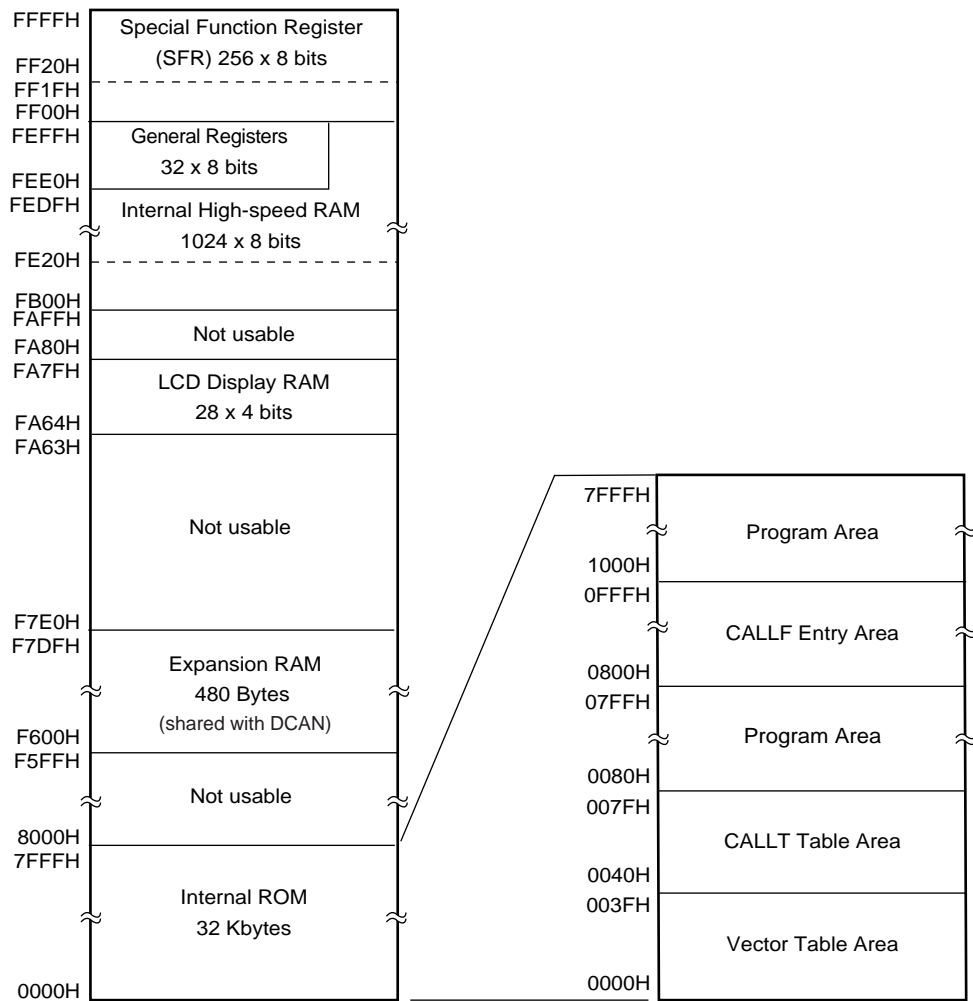 FFFFH
Special Function Register
(SFR) 256 x 8 bits
FF20H
FF1FH
FF00H
FEFFH
General Registers
32 x 8 bits
FEE0H
FEDFH
Internal High-speed RAM
1024 x 8 bits
FE20H
FB00H
FAFFH
Not usable
FA80H
FA7FH
LCD Display RAM
28 x 4 bits
FA64H
FA63H
Not usable
F7E0H
F7DFH
Expansion RAM
480 Bytes
(shared with DCAN)
F600H
F5FFH
Not usable
8000H
7FFFH
Internal ROM
32 Kbytes
0000H
7FFFH
Program Area
1000H
0FFFH
CALLF Entry Area
0800H
07FFH
Program Area
0080H
007FH
CALLT Table Area
0040H
003FH
Vector Table Area
0000H